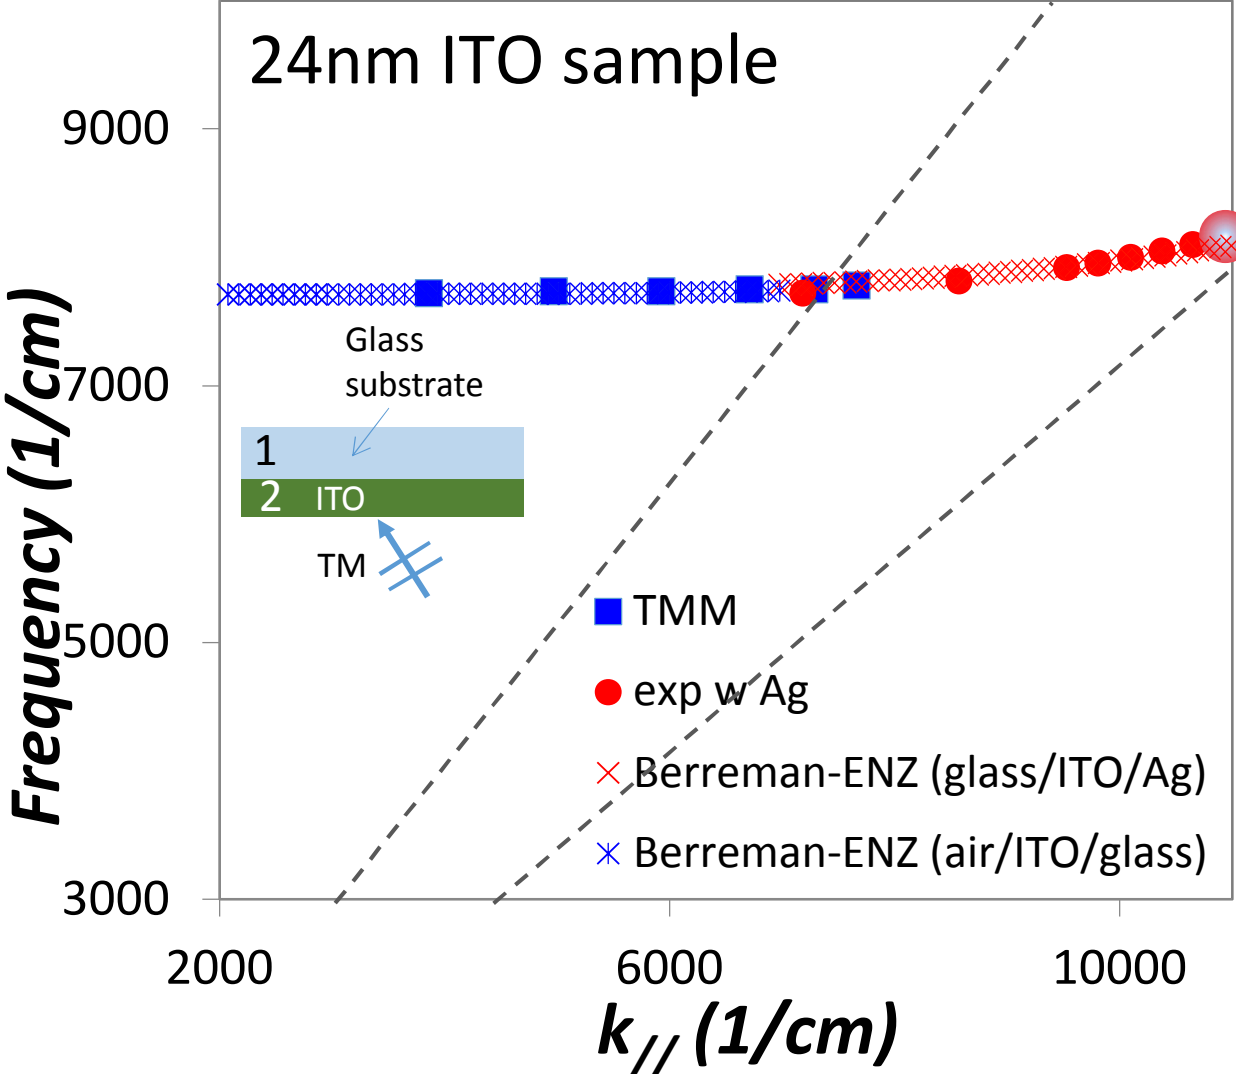 24nm ITO sample
9000
7000
5000
3000
Frequency (1/cm)
Glass
substrate
1
2 ITO
TM
TMM
exp w Ag
Berreman-ENZ (glass/ITO/Ag)
Berreman-ENZ (air/ITO/glass)
2000 6000 10000
k// (1/cm)